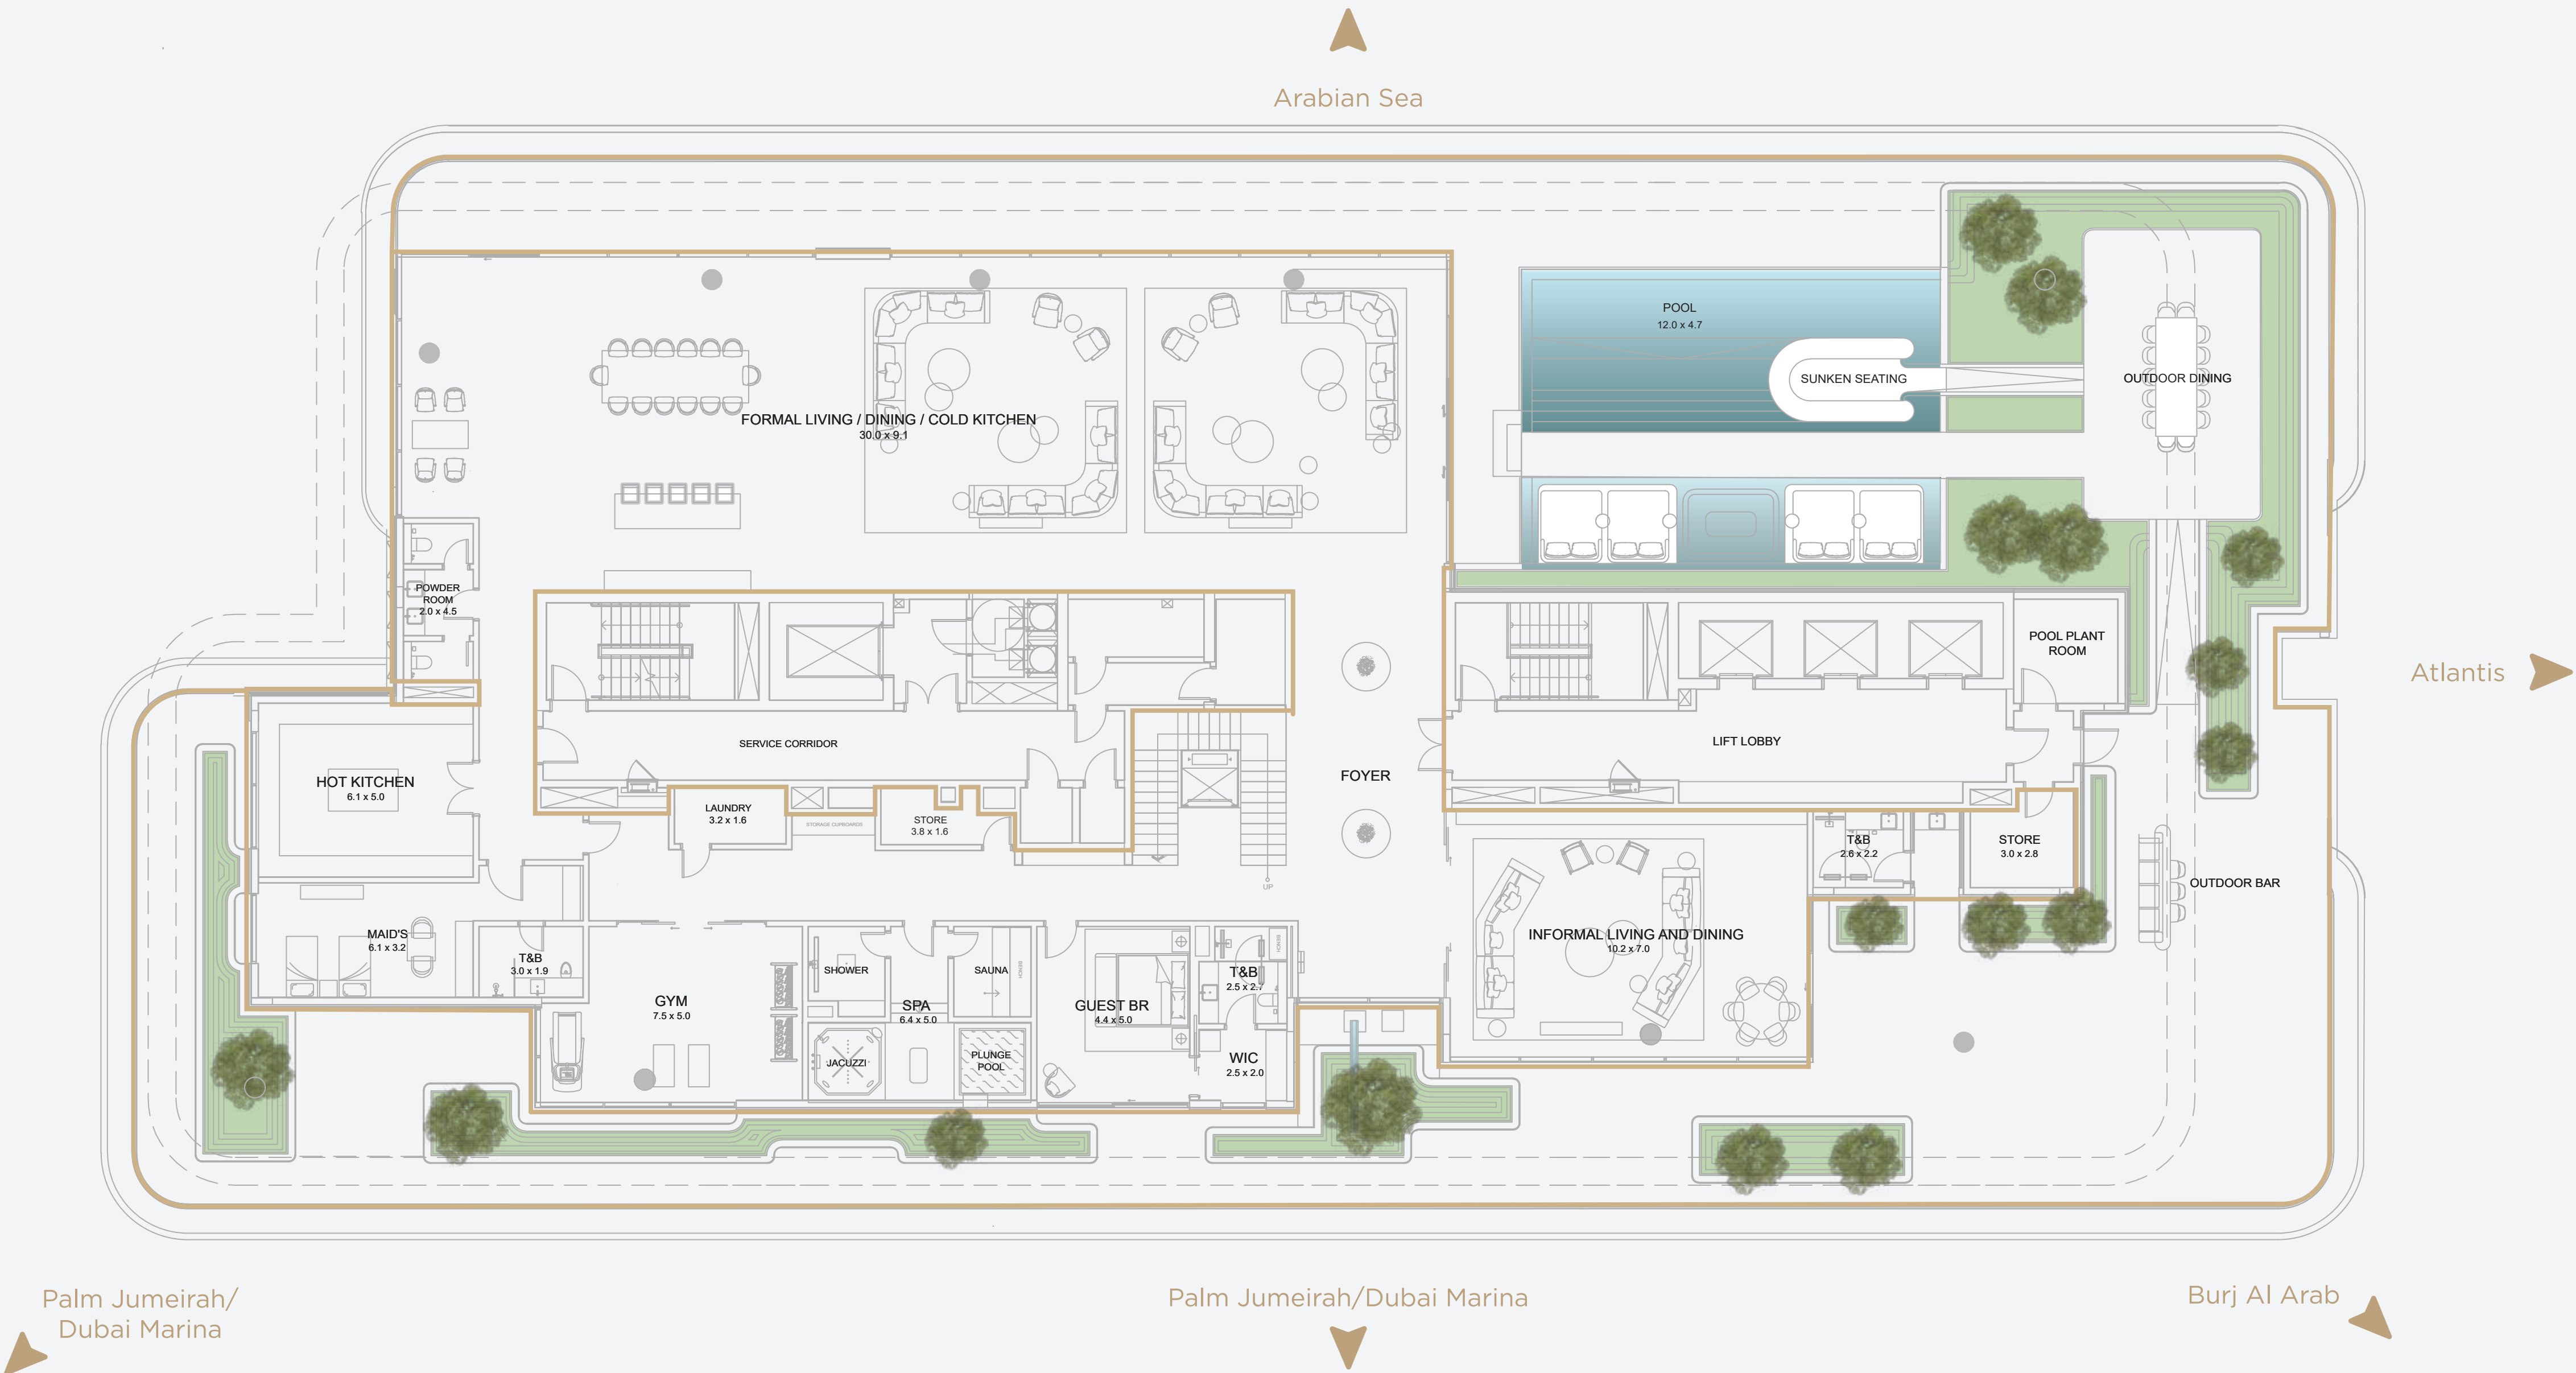 Arabian Sea
POOL
12.0 x 4.7
SUNKEN SEATING
OUTDOOR DINING
FORMAL LIVING / DINING / COLD KITCHEN
30.0 x 9.1
POWDER
ROOM
2.0 x 4.5
POOL PLANT
ROOM
Atlantis
SERVICE CORRIDOR
LIFT LOBBY
FOYER
HOT KITCHEN
6.1 x 5.0
LAUNDRY
3.2 x 1.6
STORAGE CUPBOARDS
STORE
3.8 x 1.6
UP
T&B
2.6 x 2.2
STORE
3.0 x 2.8
OUTDOOR BAR
MAID'S
6.1 x 3.2
T&B
3.0 x 1.9
INFORMAL LIVING AND DINING
10.2 x 7.0
SHOWER
SAUNA
BENCH
BENCH
T&B
GYM
7.5 x 5.0
SPA
6.4 x 5.0
GUEST BR
4.4 x 5.0
JACUZZI
PLUNGE
POOL
WIC
2.5 x 2.0
Palm Jumeirah/
Dubai Marina
Palm Jumeirah/Dubai Marina
Burj Al Arab